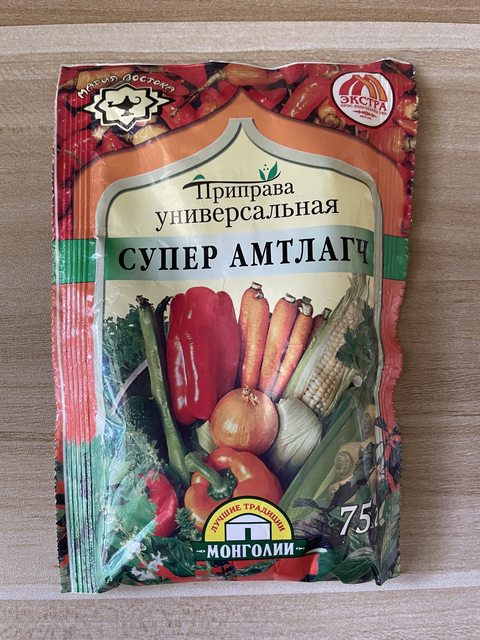 МАГИЯ ВОСТОКА
ЭКСТРА
Приправа
универсальная
СУПЕР АМТЛАГЧ
75
ЛУЧШИЕ ТРАДИЦИИ
МОНГОЛИИ